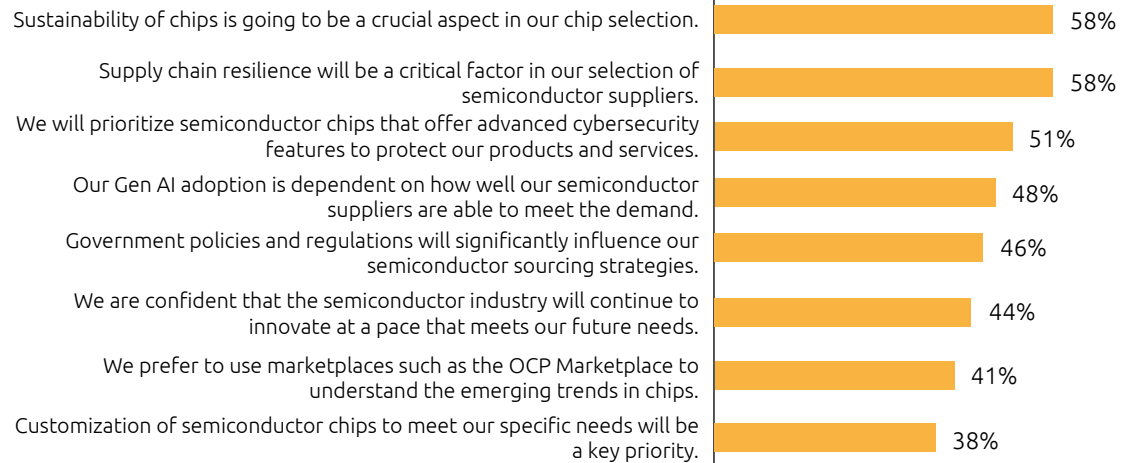 Sustainability of chips is going to be a crucial aspect in our chip selection.
58%
Supply chain resilience will be a critical factor in our selection of
semiconductor suppliers.
58%
We will prioritize semiconductor chips that offer advanced cybersecurity
features to protect our products and services.
51%
Our Gen AI adoption is dependent on how well our semiconductor
suppliers are able to meet the demand.
48%
Government policies and regulations will significantly influence our
semiconductor sourcing strategies.
46%
We are confident that the semiconductor industry will continue to
innovate at a pace that meets our future needs.
44%
We prefer to use marketplaces such as the OCP Marketplace to
understand the emerging trends in chips.
41%
Customization of semiconductor chips to meet our specific needs will be
a key priority.
38%